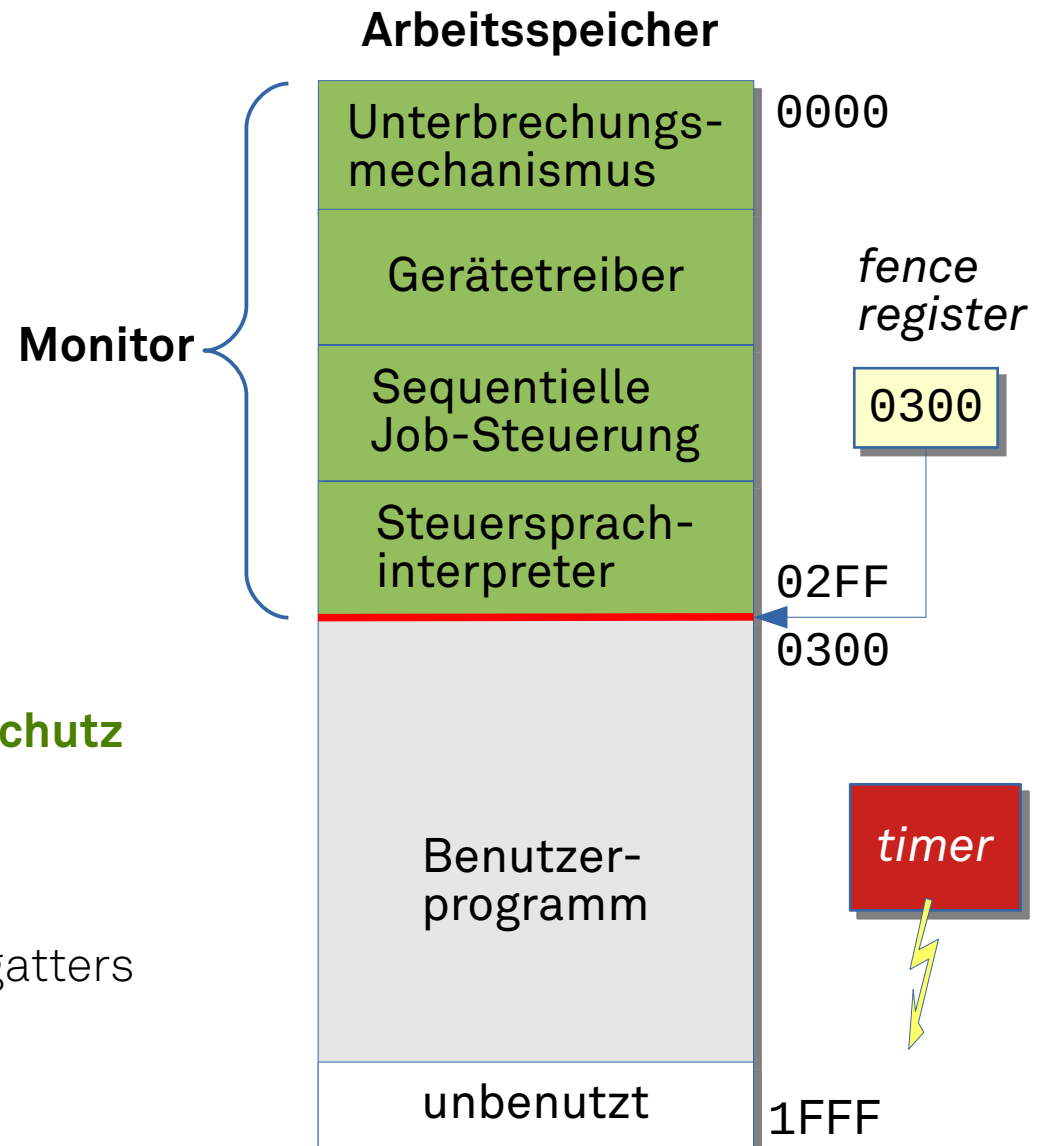 Arbeitsspeicher
Unterbrechungs-
mechanismus
0000
Gerätetreiber
fence
register
Monitor
Sequentielle
Job-Steuerung
0300
Steuersprach-
interpreter
02FF
0300
chutz
Benutzer-
programm
timer
gatters
unbenutzt
1FFF